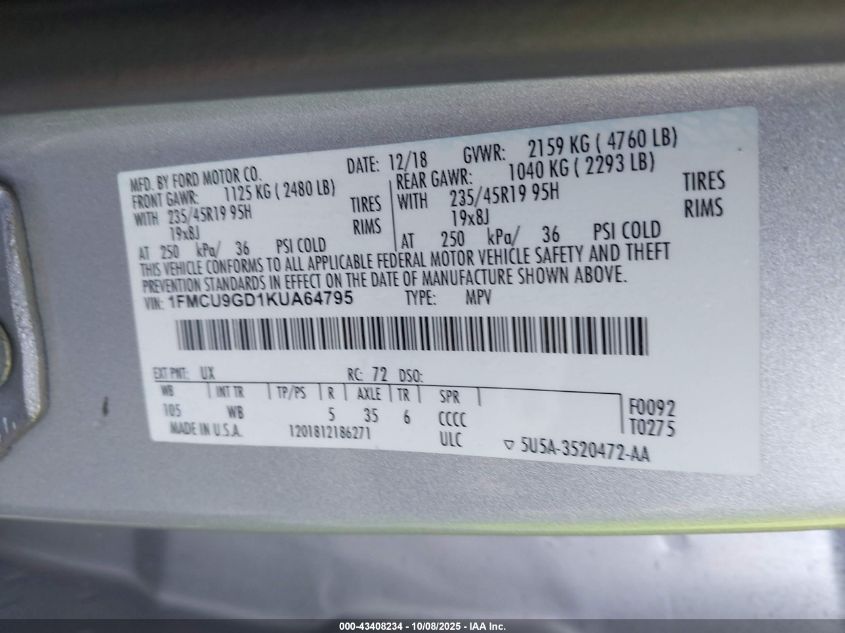 MFD. BY FORD MOTOR CO. DATE: 12/18 GVWR: 2159 KG ( 4760 LB)
FRONT GAWR: 1125 KG ( 2480 LB) REAR GAWR: 1040 KG ( 2293 LB)
WITH 235/45R19 95H TIRES WITH 235/45R19 95H TIRES
19x8J RIMS 19x8J RIMS
AT 250 kPa/ 36 PSI COLD AT 250 kPa/ 36 PSI COLD
THIS VEHICLE CONFORMS TO ALL APPLICABLE FEDERAL MOTOR VEHICLE SAFETY AND THEFT
PREVENTION STANDARDS IN EFFECT ON THE DATE OF MANUFACTURE SHOWN ABOVE.
VIN: 1FMCU9GD1KUA64795 TYPE: MPV
EXT PNT: UX RC: 72 DSO:
WB INT TR TP/PS R AXLE TR SPR
105 WB 5 35 6 CCCC F0092
MADE IN U.S.A. 1201812186271 ULC T0275
5U5A-3520472-AA
000-43408234 - 10/08/2025 - IAA Inc.